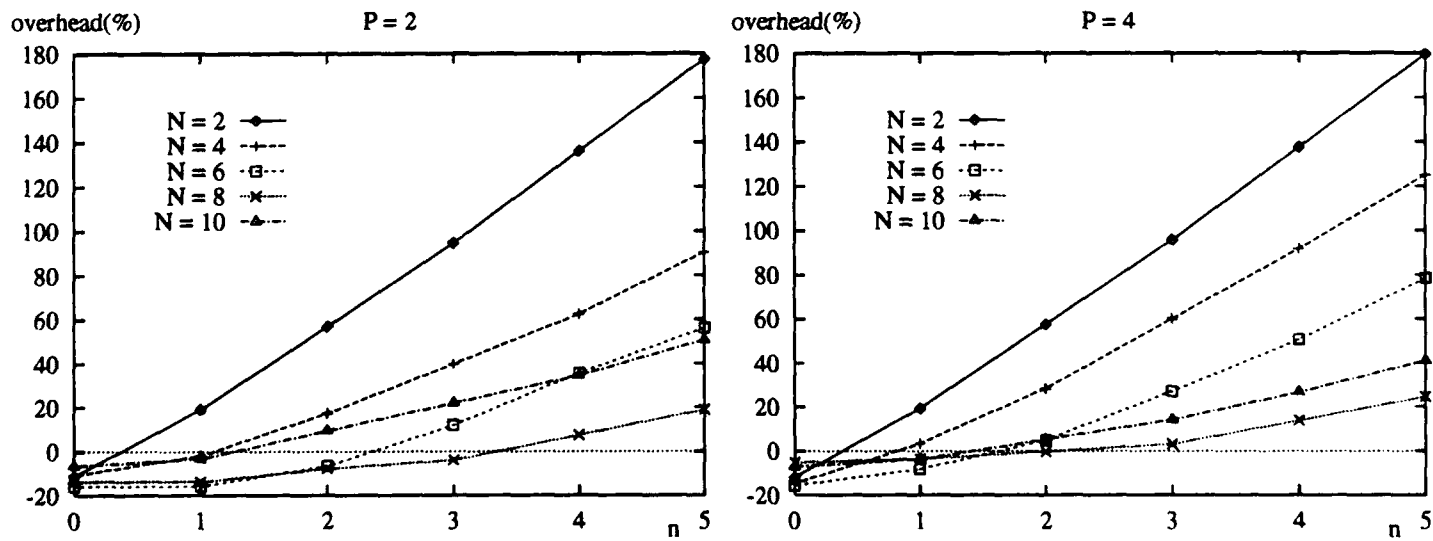 overhead(%)
P = 2
180
160
140
120
100
80
60
40
20
0
-20
N = 2
N = 4
N = 6
N = 8
N = 10
0
1
2
3
4
5
n
overhead(%)
P = 4
180
160
140
120
100
80
60
40
20
0
-20
N = 2
N = 4
N = 6
N = 8
N = 10
0
1
2
3
4
5
n